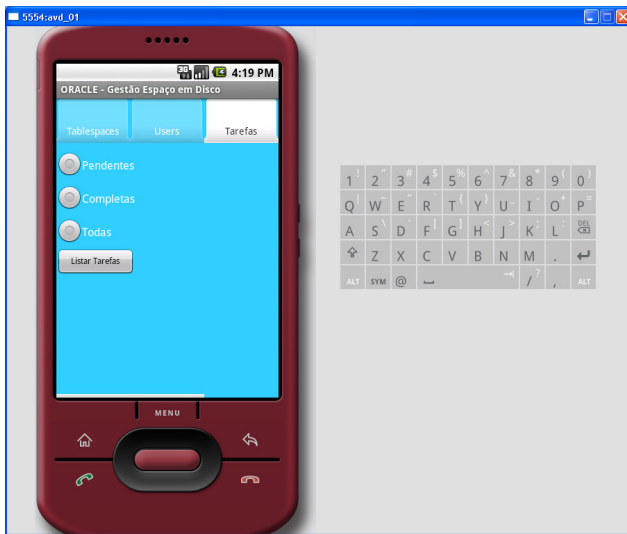 5554:avd_01
3G
4:19 PM
ORACLE - Gestão Espaço em Disco
Tablespaces Users Tarefas
Pendentes
Completas
Todas
Listar Tarefas
MENU
1 ! 2 " 3 # 4 $ 5 % 6 ^ 7 & 8 * 9 ( 0 )
Q | W ~ E " R ` T { Y } U _ I - O + P =
A S \ D ' F [ G ] H < J > K ; L : DEL
Z X C V B N M .
ALT SYM @ / ? , ALT